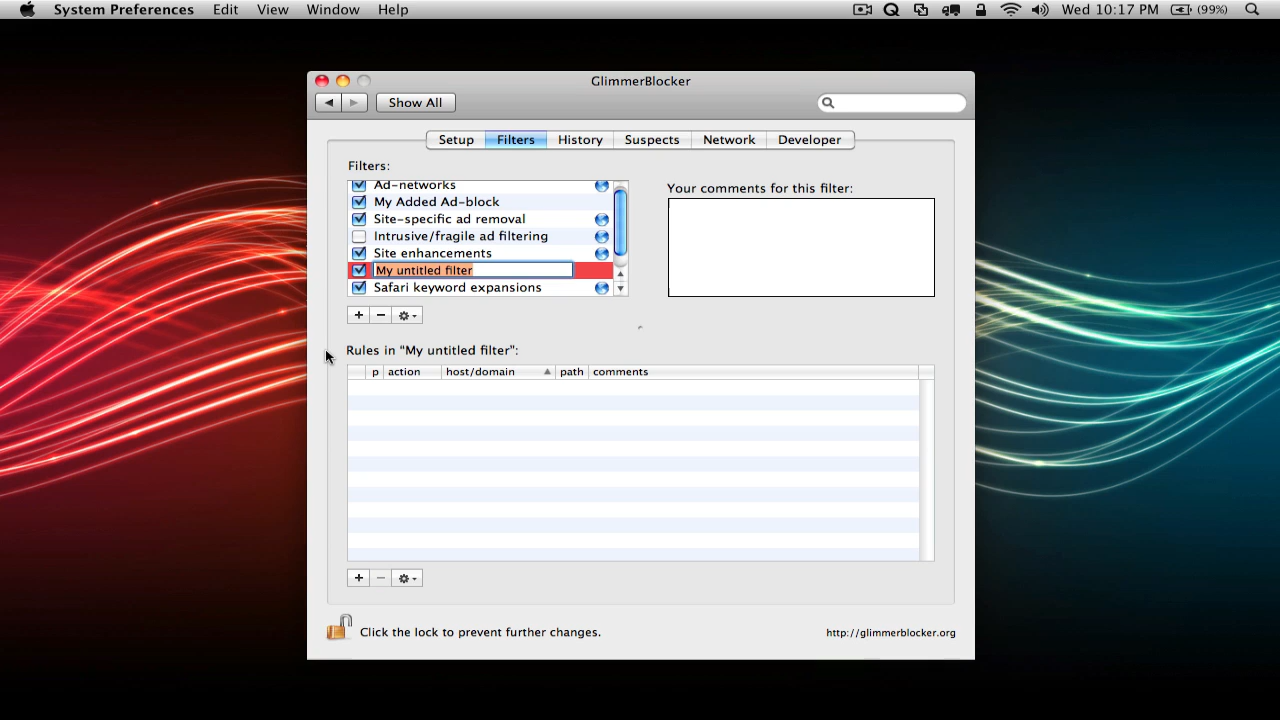 System Preferences Edit View Window Help Wed 10:17 PM (99%)
GlimmerBlocker
Show All
Setup Filters History Suspects Network Developer
Filters:
Your comments for this filter:
Ad-networks
My Added Ad-block
Site-specific ad removal
Intrusive/fragile ad filtering
Site enhancements
My untitled filter
Safari keyword expansions
Rules in "My untitled filter":
p action host/domain path comments
Click the lock to prevent further changes.
http://glimmerblocker.org